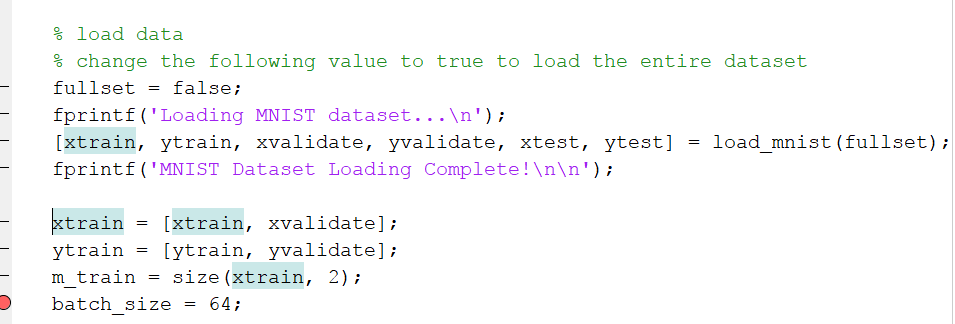 % load data
% change the following value to true to load the entire dataset
fullset = false;
fprintf('Loading MNIST dataset...\n');
[xtrain, ytrain, xvalidate, yvalidate, xtest, ytest] = load_mnist(fullset);
fprintf('MNIST Dataset Loading Complete!\n\n');
xtrain = [xtrain, xvalidate];
ytrain = [ytrain, yvalidate];
m_train = size(xtrain, 2);
batch_size = 64;